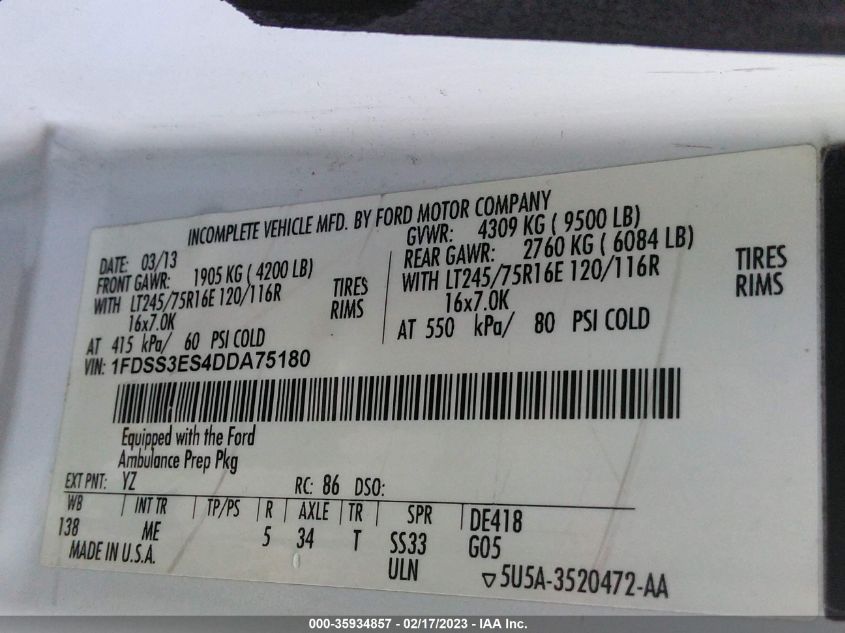 INCOMPLETE VEHICLE MFD. BY FORD MOTOR COMPANY
DATE: 03/13
GVWR: 4309 KG ( 9500 LB)
FRONT GAWR: 1905 KG ( 4200 LB)
REAR GAWR: 2760 KG ( 6084 LB)
WITH LT245/75R16E 120/116R TIRES
WITH LT245/75R16E 120/116R TIRES
16x7.0K RIMS
16x7.0K RIMS
AT 415 kPa/ 60 PSI COLD
AT 550 kPa/ 80 PSI COLD
VIN: 1FDSS3ES4DDA75180
Equipped with the Ford
Ambulance Prep Pkg
EXT PNT: YZ RC: 86 DSO:
WB | INT TR | TP/PS | R | AXLE | TR | SPR | DE418
138 ME 5 34 T SS33 G05
MADE IN U.S.A. ULN ▽5U5A-3520472-AA
000-35934857 - 02/17/2023 - IAA Inc.